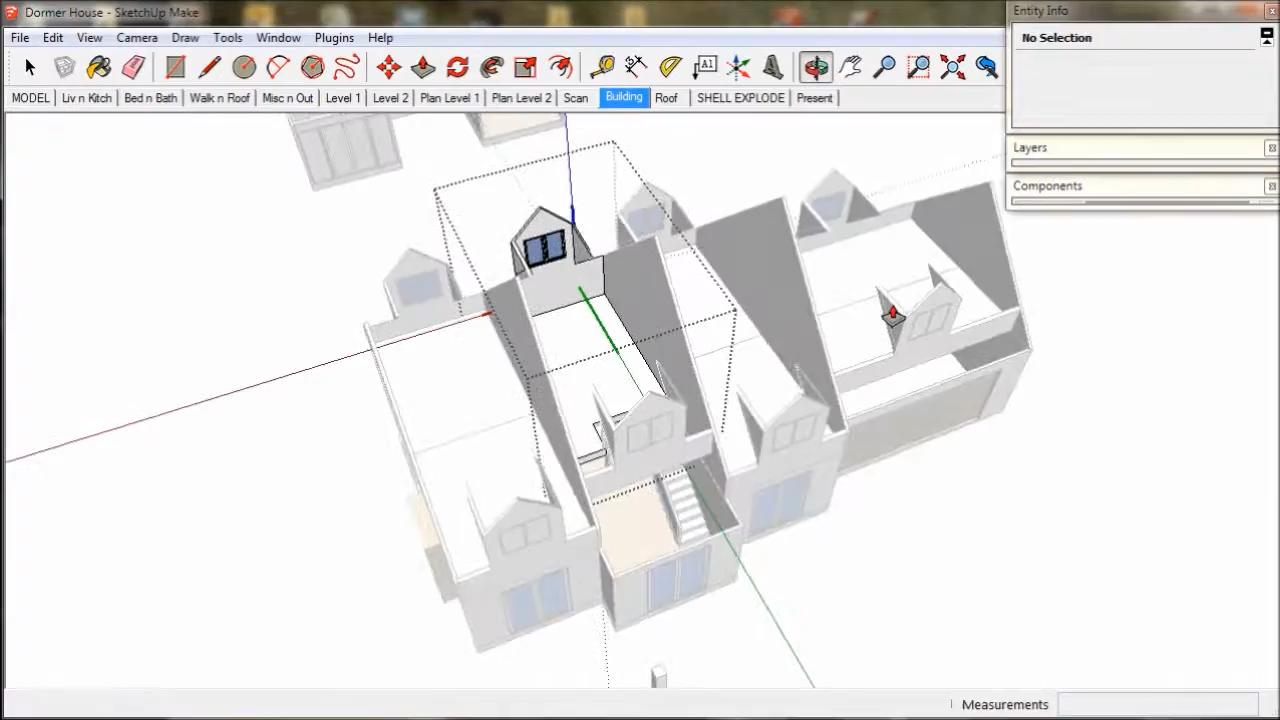 Dormer House - SketchUp Make
Entity Info
File Edit View Camera Draw Tools Window Plugins Help
No Selection
A1
MODEL Liv n Kitch Bed n Bath Walk n Roof Misc n Out Level 1 Level 2 Plan Level 1 Plan Level 2 Scan Building Roof SHELL EXPLODE Present
Layers
Components
Measurements